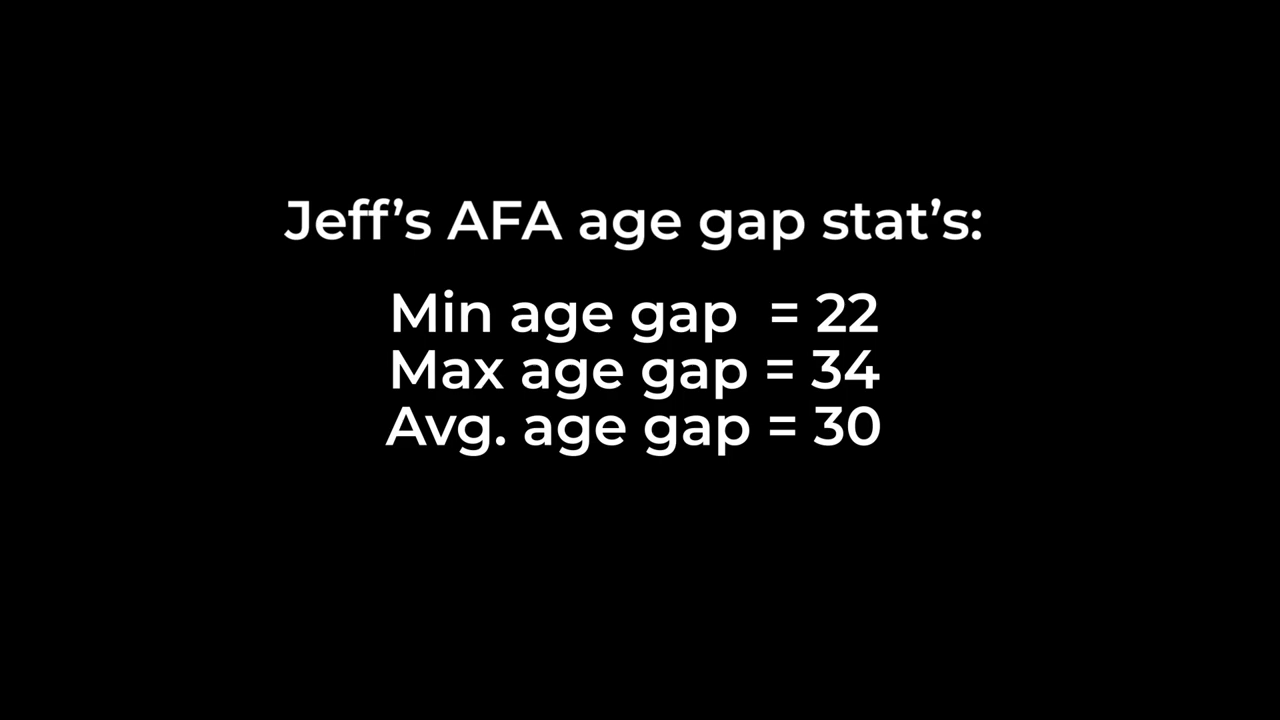 Jeff’s AFA age gap stat’s:
Min age gap  = 22
Max age gap = 34
Avg. age gap = 30